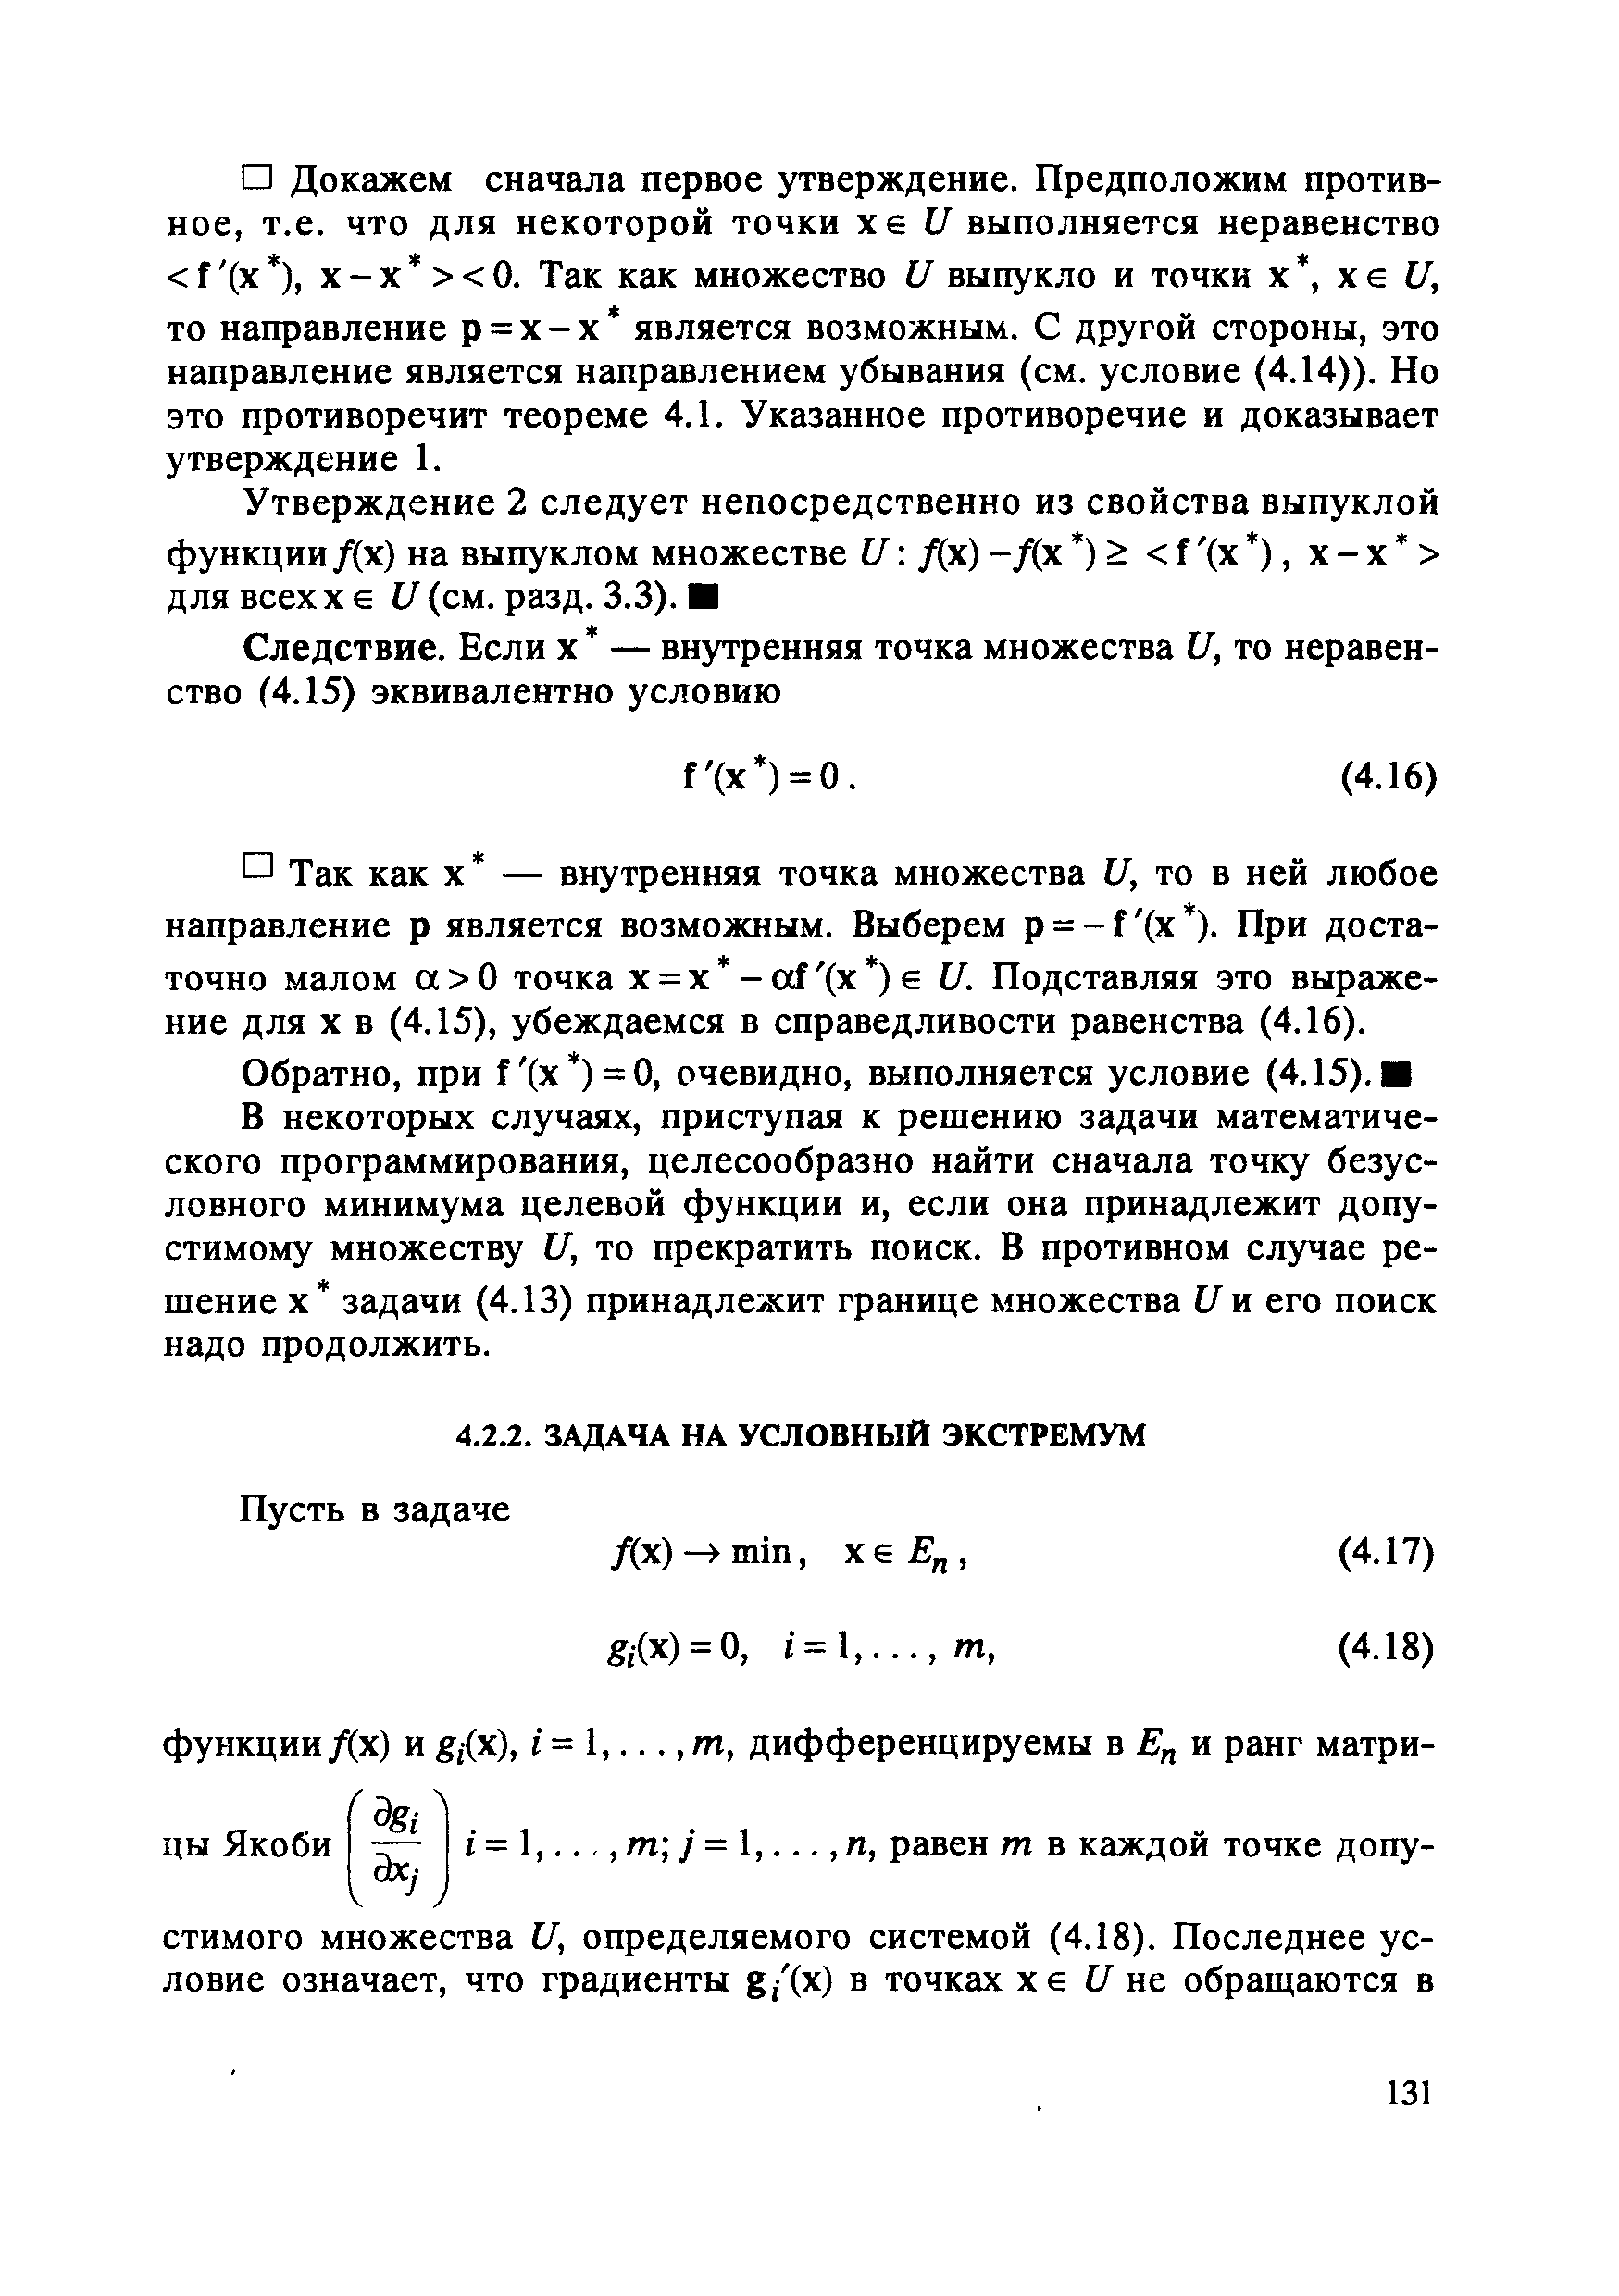 □ Докажем сначала первое утверждение. Предположим против-
ное, т.е. что для некоторой точки x ∈ U выполняется неравенство
<f′(x*), x−x*><0. Так как множество U выпукло и точки x*, x∈ U,
то направление p=x−x* является возможным. С другой стороны, это
направление является направлением убывания (см. условие (4.14)). Но
это противоречит теореме 4.1. Указанное противоречие и доказывает
утверждение 1.
Утверждение 2 следует непосредственно из свойства выпуклой
функции f(x) на выпуклом множестве U : f(x)−f(x*) ≥ <f′(x*), x−x*>
для всех x ∈ U (см. разд. 3.3). ■
Следствие. Если x* — внутренняя точка множества U, то неравен-
ство (4.15) эквивалентно условию
f′(x*)=0. (4.16)
□ Так как x* — внутренняя точка множества U, то в ней любое
направление p является возможным. Выберем p=−f′(x*). При доста-
точно малом α>0 точка x=x*−αf′(x*)∈ U. Подставляя это выраже-
ние для x в (4.15), убеждаемся в справедливости равенства (4.16).
Обратно, при f′(x*)=0, очевидно, выполняется условие (4.15). ■
В некоторых случаях, приступая к решению задачи математиче-
ского программирования, целесообразно найти сначала точку безус-
ловного минимума целевой функции и, если она принадлежит допу-
стимому множеству U, то прекратить поиск. В противном случае ре-
шение x* задачи (4.13) принадлежит границе множества U и его поиск
надо продолжить.
4.2.2. ЗАДАЧА НА УСЛОВНЫЙ ЭКСТРЕМУМ
Пусть в задаче
f(x)→min, x∈ Eₙ, (4.17)
gᵢ(x)=0, i=1,..., m, (4.18)
функции f(x) и gᵢ(x), i=1,...,m, дифференцируемы в Eₙ и ранг матри-
цы Якоби (∂gᵢ/∂xⱼ) i=1,...,m; j=1,...,n, равен m в каждой точке допу-
стимого множества U, определяемого системой (4.18). Последнее ус-
ловие означает, что градиенты gᵢ′(x) в точках x∈ U не обращаются в
131